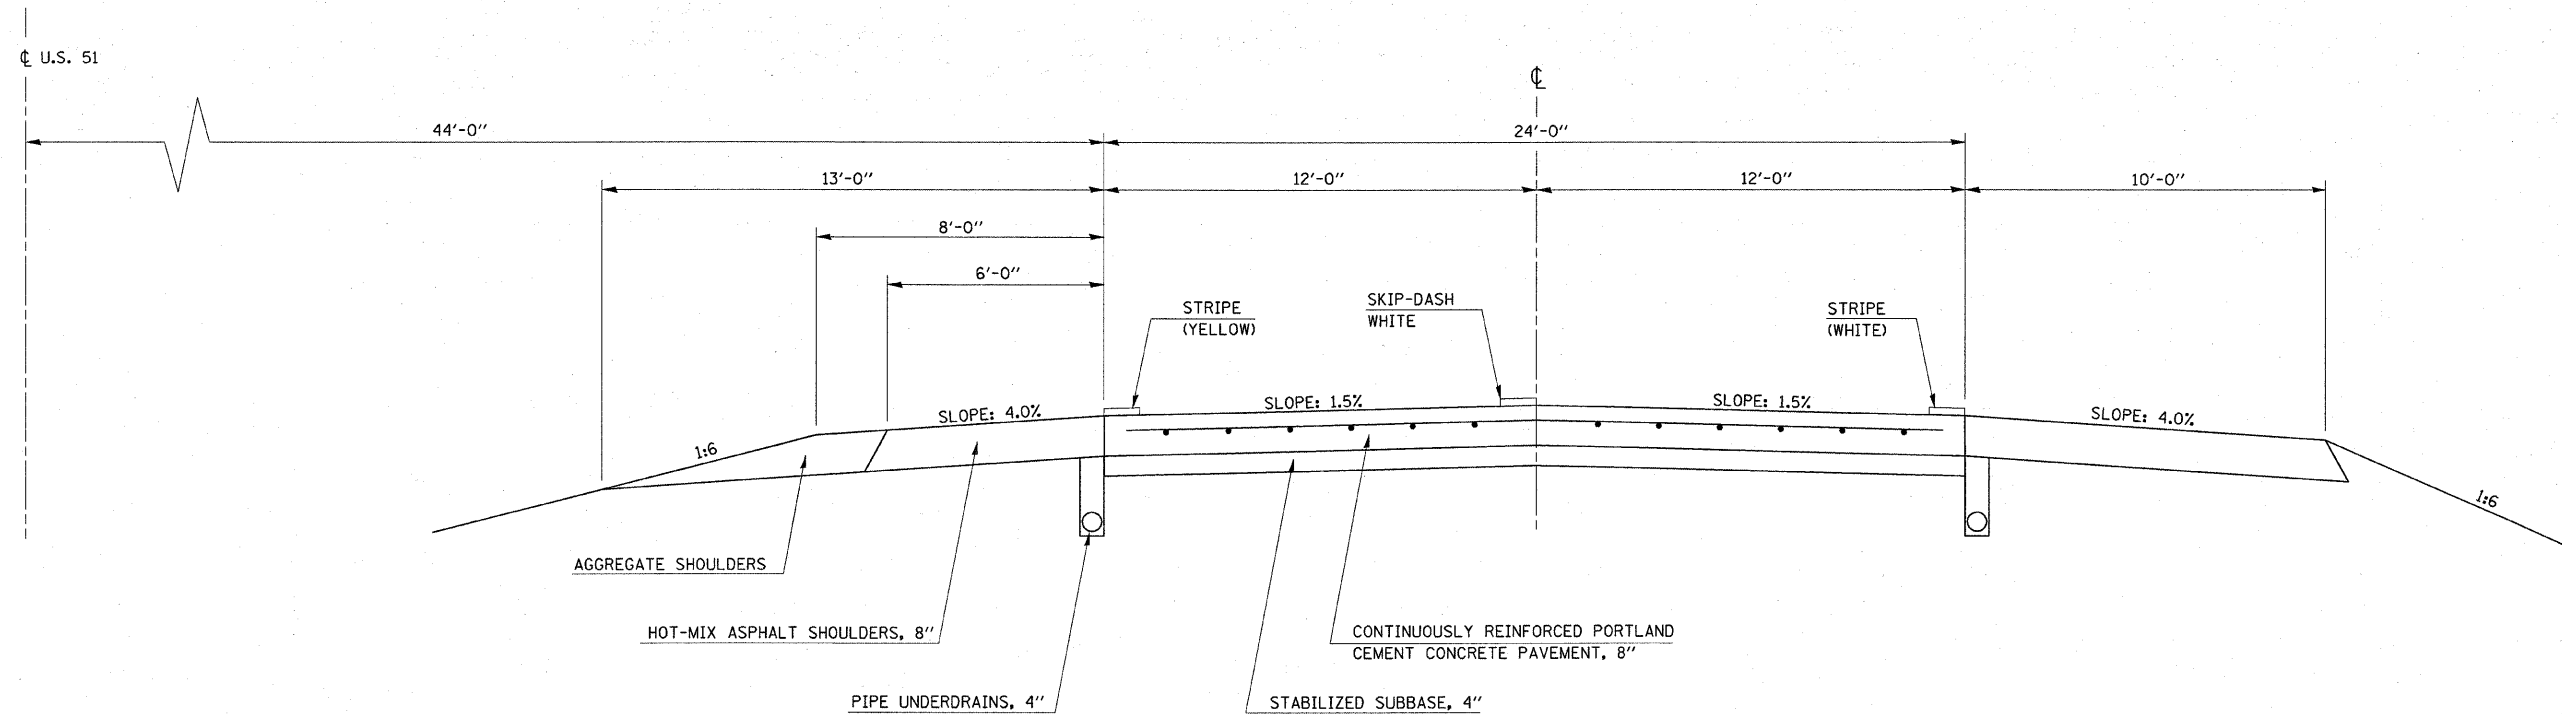 ℄ U.S. 51
℄
44'-0"
24'-0"
13'-0"
12'-0"
12'-0"
10'-0"
8'-0"
6'-0"
STRIPE
(YELLOW)
SKIP-DASH
WHITE
STRIPE
(WHITE)
SLOPE: 4.0%
SLOPE: 1.5%
SLOPE: 1.5%
SLOPE: 4.0%
1:6
1:6
AGGREGATE SHOULDERS
HOT-MIX ASPHALT SHOULDERS, 8"
CONTINUOUSLY REINFORCED PORTLAND
CEMENT CONCRETE PAVEMENT, 8"
PIPE UNDERDRAINS, 4"
STABILIZED SUBBASE, 4"